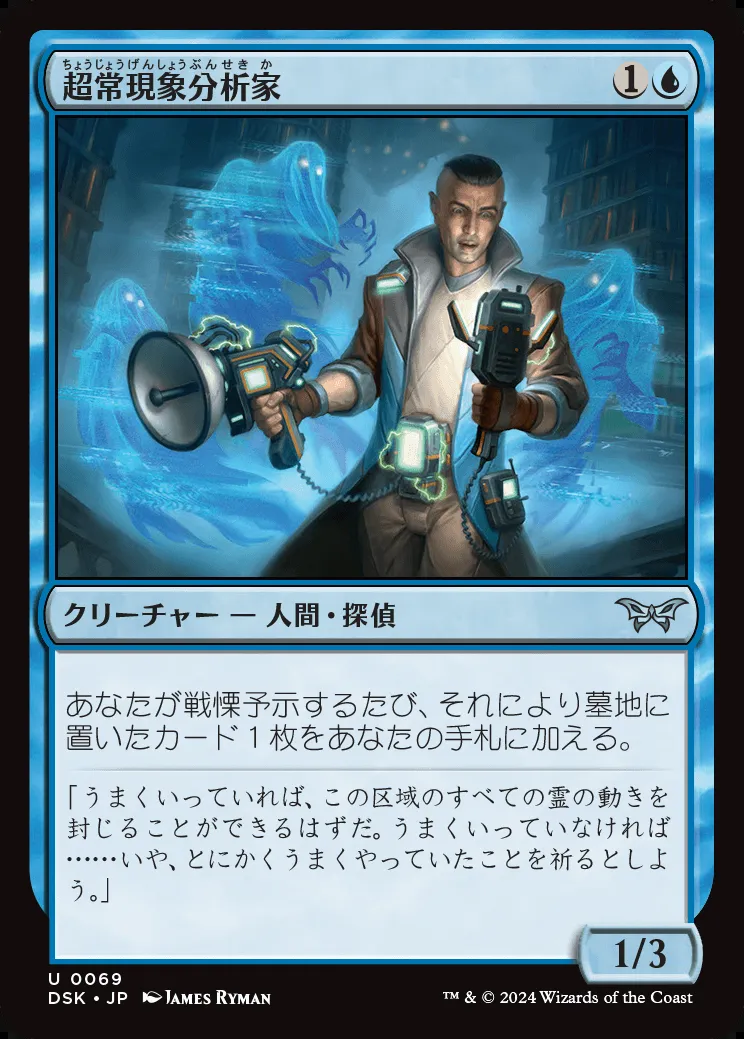 ちょうじょうげんしょうぶんせきか
超常現象分析家
1
クリーチャー — 人間・探偵
あなたが戦慄予示するたび、それにより墓地に
置いたカード1枚をあなたの手札に加える。
「うまくいっていれば、この区域のすべての霊の動きを
封じることができるはずだ。うまくいっていなければ
……いや、とにかくうまくやっていたことを祈るとしよ
う。」
1/3
U 0069
DSK • JP JAMES RYMAN
™ & © 2024 Wizards of the Coast